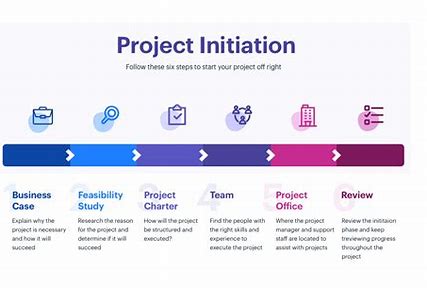 Project Initiation
Follow these six steps to start your project off right
1
Business
Case
Explain why the
project is necessary
and how it will
succeed
2
Feasibility
Study
Research the reason
for the project and
determine if it will
succeed
3
Project
Charter
How will the project
be structured and
executed?
4
Team
Find the people with
the right skills and
experience to
execute the project
5
Project
Office
Where the project
manager and support
staff are located to
assist with projects
6
Review
Review the inititaion
phase and keep
treviewing progress
throughout the
project